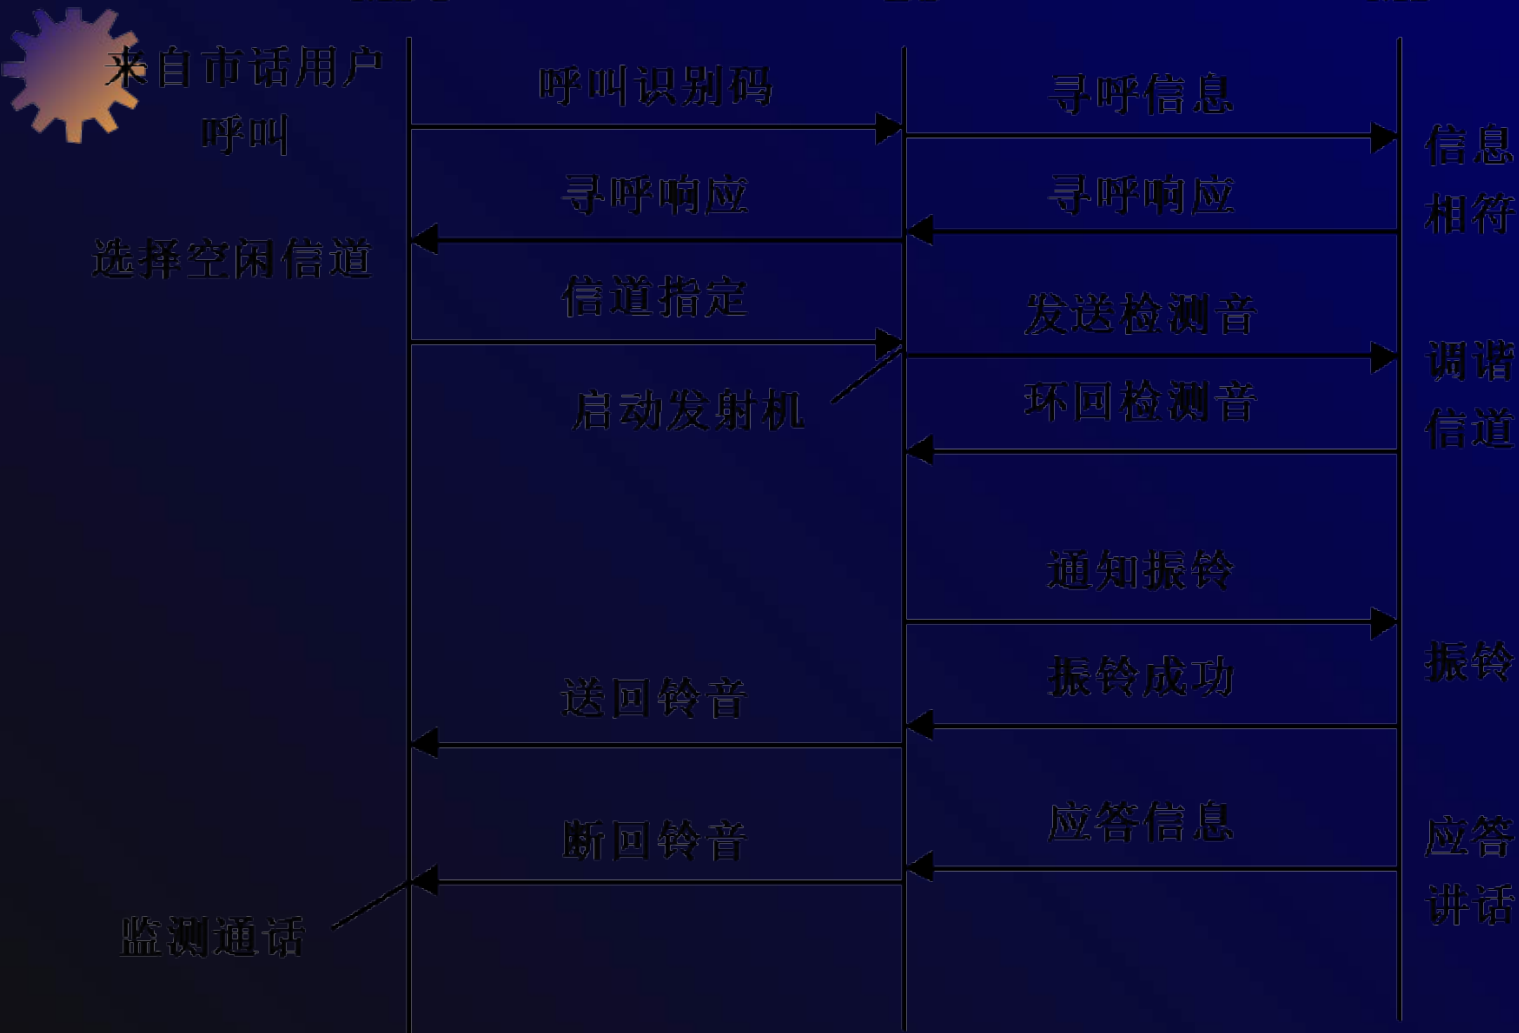 来自市话用户
呼叫
呼叫识别码
寻呼信息
信息
相符
寻呼响应
寻呼响应
选择空闲信道
信道指定
发送检测音
调谐
信道
启动发射机
环回检测音
通知振铃
振铃
振铃成功
送回铃音
应答信息
应答
讲话
断回铃音
监测通话